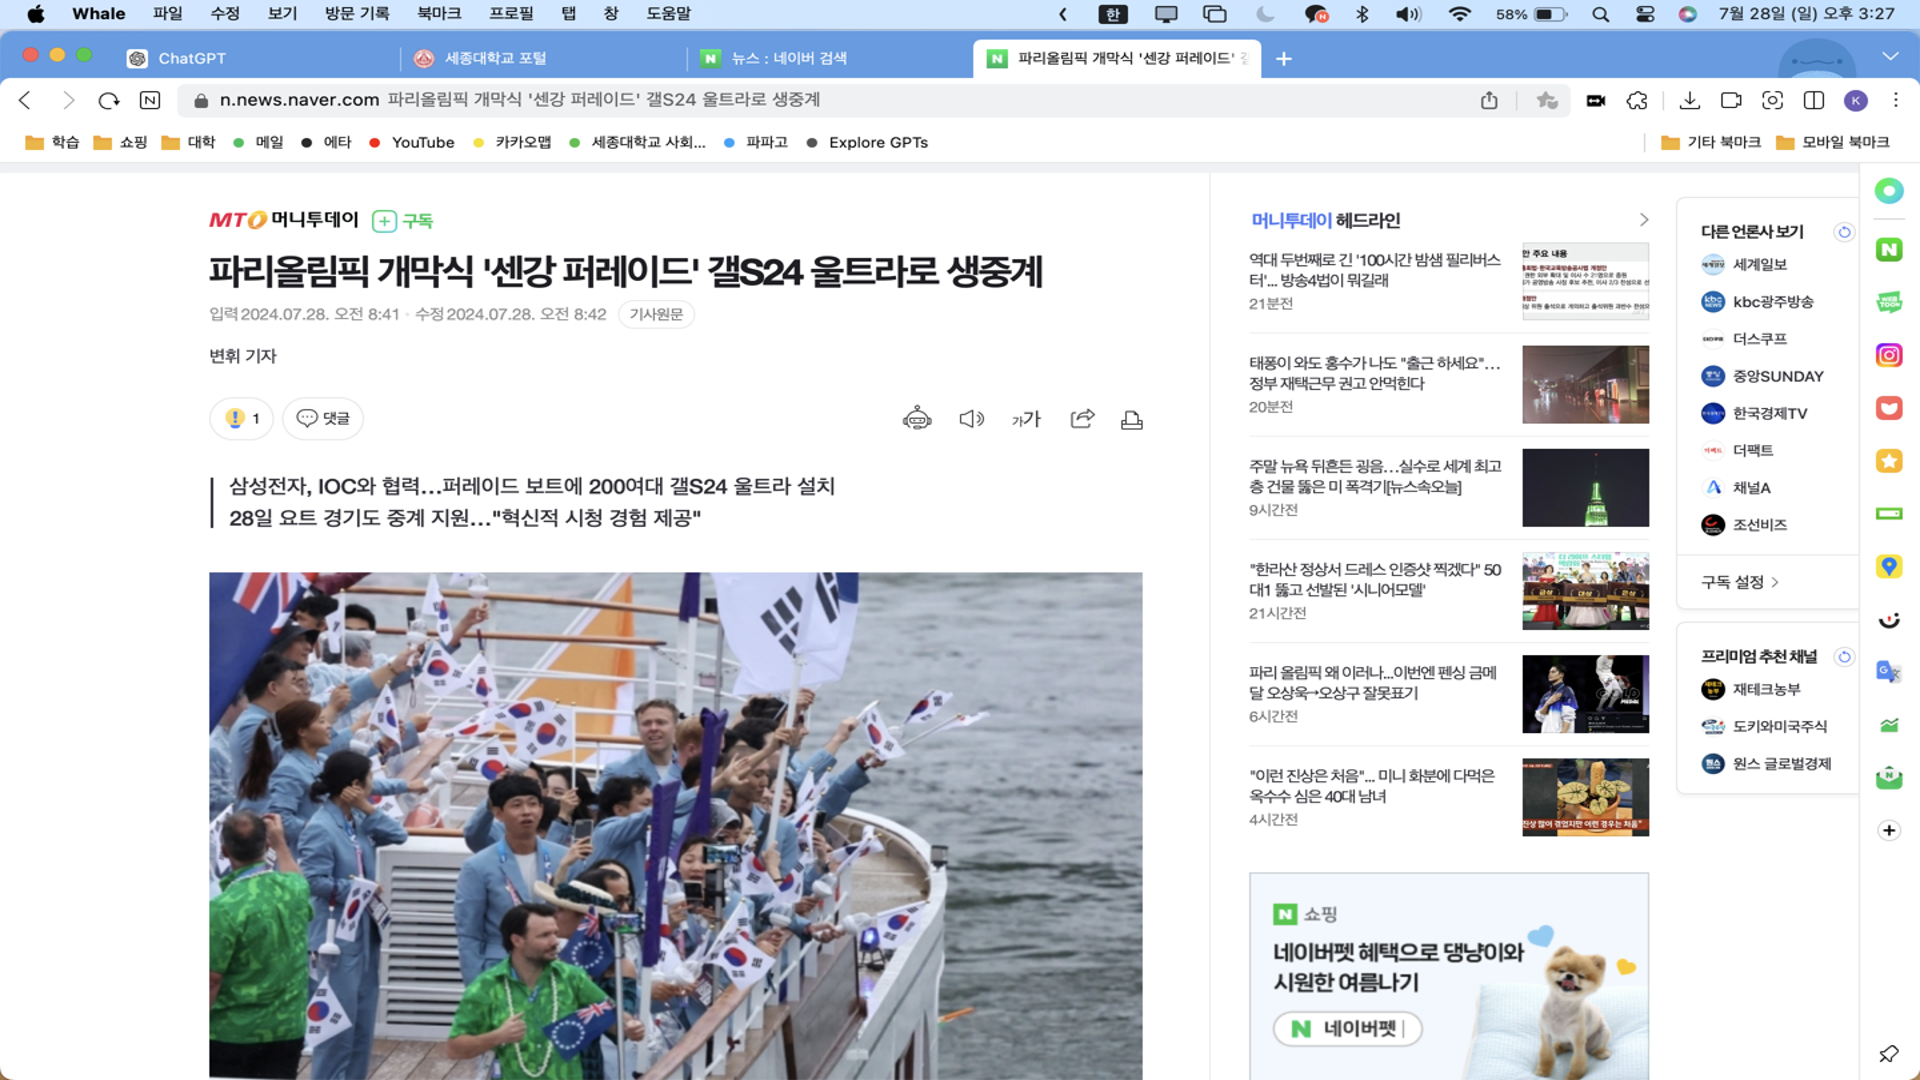 Whale 파일 수정 보기 방문 기록 북마크 프로필 탭 창 도움말 한 58% 7월 28일 (일) 오후 3:27
ChatGPT 세종대학교 포털 뉴스 : 네이버 검색 파리올림픽 개막식 '센강 퍼레이드' 갤
n.news.naver.com 파리올림픽 개막식 '센강 퍼레이드' 갤S24 울트라로 생중계
학습 쇼핑 대학 메일 에타 YouTube 카카오맵 세종대학교 사회... 파파고 Explore GPTs 기타 북마크 모바일 북마크
MTO 머니투데이 구독
파리올림픽 개막식 '센강 퍼레이드' 갤S24 울트라로 생중계
입력 2024.07.28. 오전 8:41 · 수정 2024.07.28. 오전 8:42 기사원문
변휘 기자
1 댓글
가가
삼성전자, IOC와 협력…퍼레이드 보트에 200여대 갤S24 울트라 설치
28일 요트 경기도 중계 지원…"혁신적 시청 경험 제공"
머니투데이 헤드라인
역대 두번째로 긴 '100시간 밤샘 필리버스
터'... 방송4법이 뭐길래
21분전
태풍이 와도 홍수가 나도 "출근 하세요"…
정부 재택근무 권고 안먹힌다
20분전
주말 뉴욕 뒤흔든 굉음…실수로 세계 최고
층 건물 뚫은 미 폭격기[뉴스속오늘]
9시간전
"한라산 정상서 드레스 인증샷 찍겠다" 50
대1 뚫고 선발된 '시니어모델'
21시간전
파리 올림픽 왜 이러나...이번엔 펜싱 금메
달 오상욱→오상구 잘못표기
6시간전
"이런 진상은 처음"... 미니 화분에 다먹은
옥수수 심은 40대 남녀
4시간전
N 쇼핑
네이버펫 혜택으로 댕냥이와
시원한 여름나기
N 네이버펫
다른 언론사 보기
세계일보
kbc광주방송
더스쿠프
중앙SUNDAY
한국경제TV
더팩트
채널A
조선비즈
구독 설정
프리미엄 추천 채널
재테크농부
도키와미국주식
원스 글로벌경제